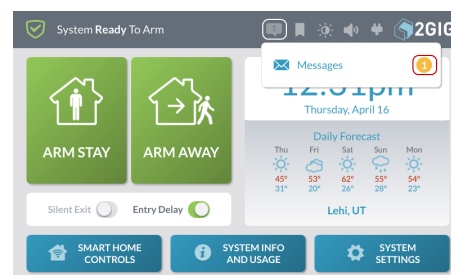 System Ready To Arm
2GIG
Messages
1
Thursday, April 16
Daily Forecast
Thu Fri Sat Sun Mon
45° 53° 62° 55° 54°
31° 20° 26° 28° 23°
Lehi, UT
ARM STAY
ARM AWAY
Silent Exit
Entry Delay
SMART HOME
CONTROLS
SYSTEM INFO
AND USAGE
SYSTEM
SETTINGS